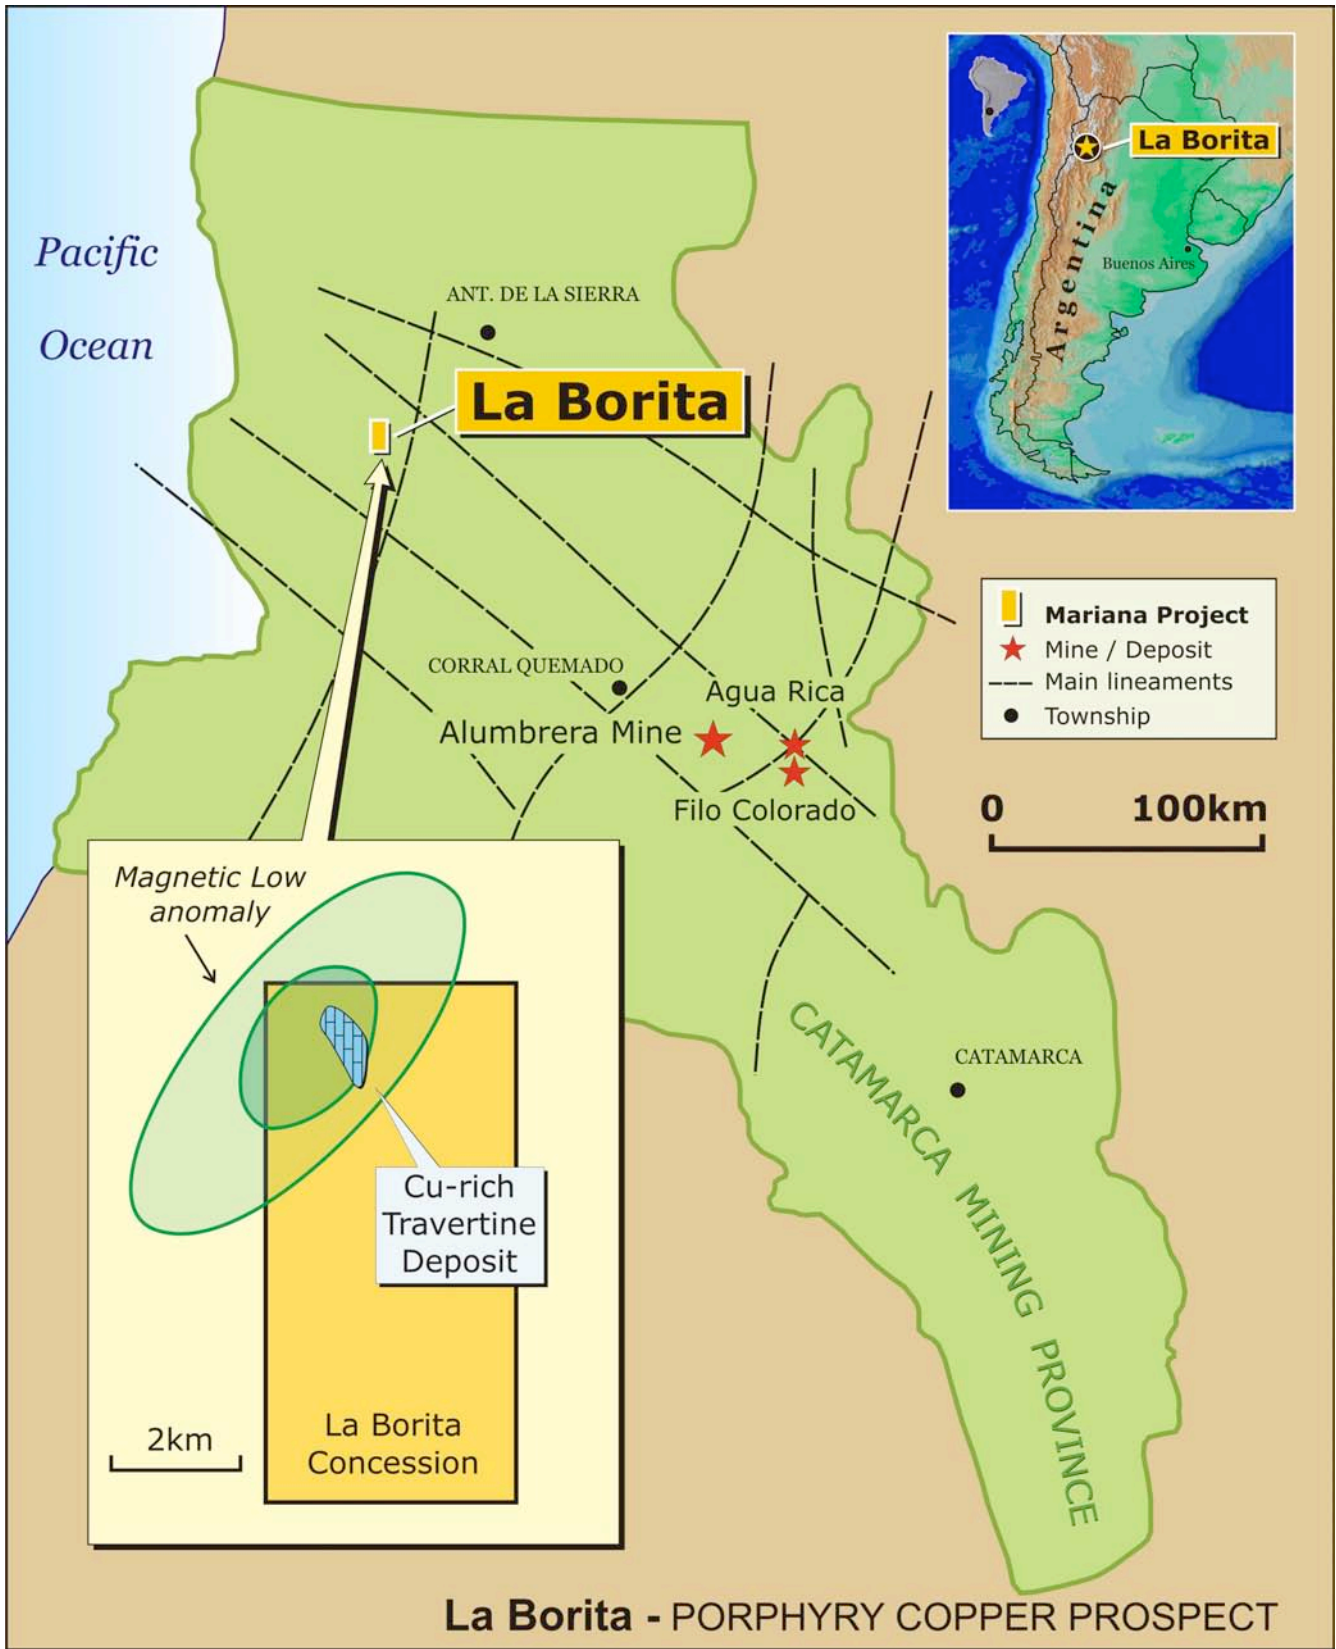 Pacific
Ocean
ANT. DE LA SIERRA
La Borita
CORRAL QUEMADO
Agua Rica
Alumbrera Mine
Filo Colorado
CATAMARCA
CATAMARCA MINING PROVINCE
La Borita
Argentina
Buenos Aires
Mariana Project
Mine / Deposit
Main lineaments
Township
0 100km
Magnetic Low
anomaly
Cu-rich
Travertine
Deposit
2km
La Borita
Concession
La Borita - PORPHYRY COPPER PROSPECT